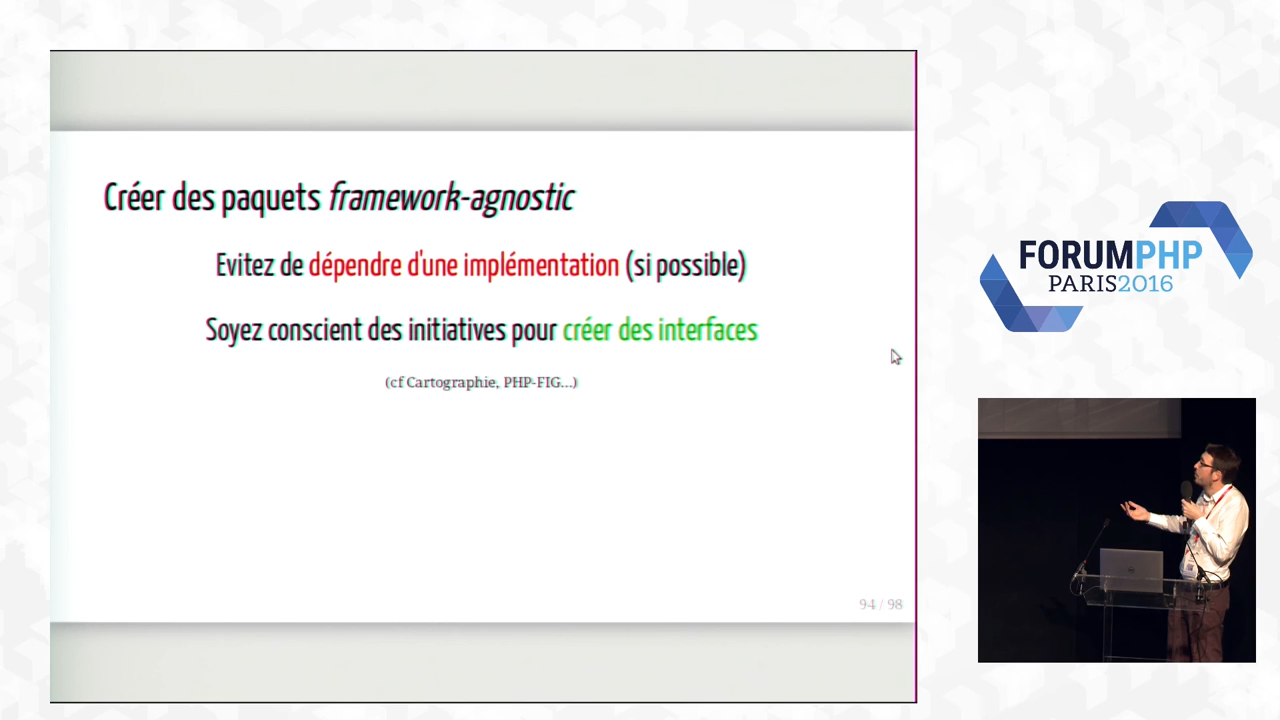 Créer des paquets framework-agnostic
Evitez de dépendre d'une implémentation (si possible)
Soyez conscient des initiatives pour créer des interfaces
(cf Cartographie, PHP-FIG...)
94 / 98
FORUMPHP
PARIS2016